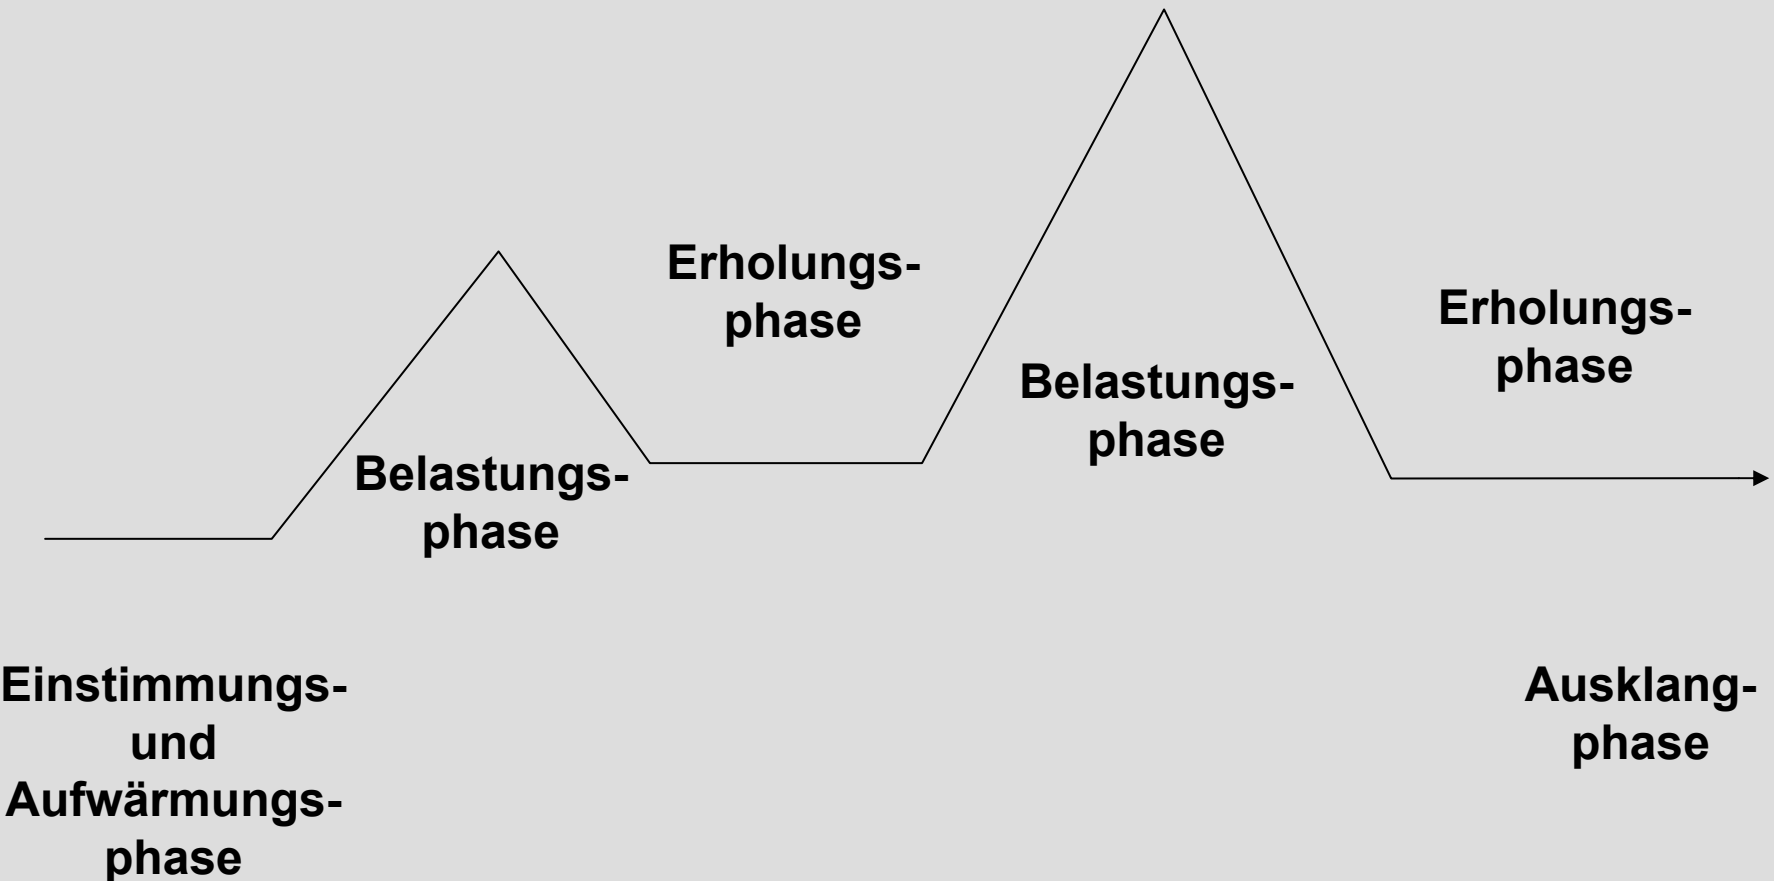 Erholungs-
phase
Erholungs-
phase
Belastungs-
phase
Belastungs-
phase
Einstimmungs-
und
Aufwärmungs-
phase
Ausklang-
phase